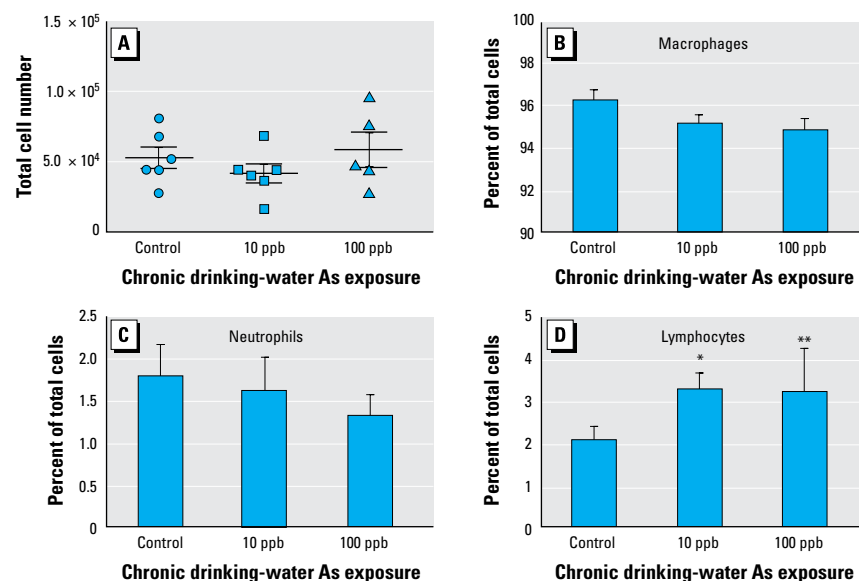 A
Total cell number
1.5 × 10⁵
1.0 × 10⁵
5.0 × 10⁴
0
Control 10 ppb 100 ppb
Chronic drinking-water As exposure
B
Macrophages
Percent of total cells
100
98
96
94
92
90
Control 10 ppb 100 ppb
Chronic drinking-water As exposure
C
Neutrophils
Percent of total cells
2.5
2.0
1.5
1.0
0.5
0
Control 10 ppb 100 ppb
Chronic drinking-water As exposure
D
Lymphocytes
Percent of total cells
5
4
3
2
1
0
*
**
Control 10 ppb 100 ppb
Chronic drinking-water As exposure